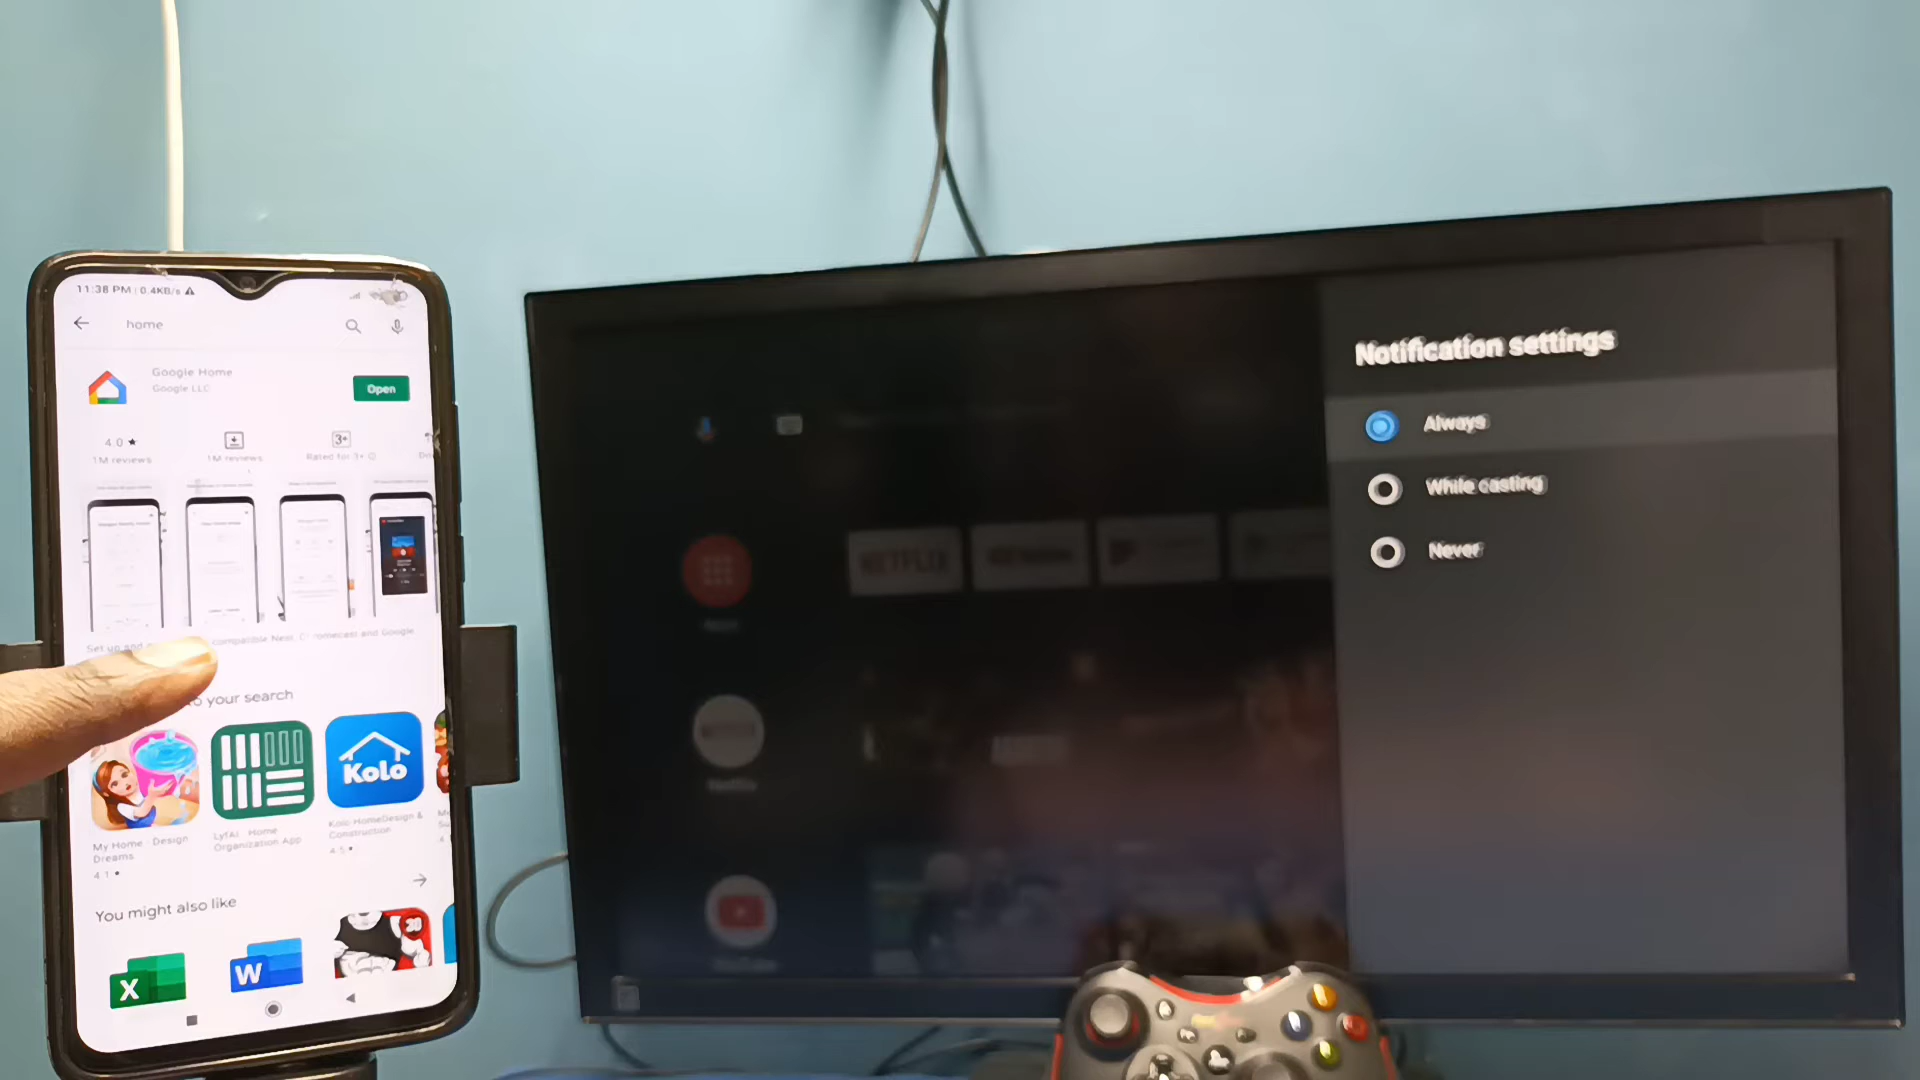 11:38 PM | 0.4KB/s
home
Google Home
Google LLC
Open
4.0 ★
1M reviews
1M reviews
3+
Rated for 3+
Set up and compatible Nest, Chromecast and Google
to your search
Kolo
My Home - Design
Dreams
4.1
LyfAI - Home
Organization App
Kolo HomeDesign &
Construction
4.5
You might also like
X
W
30
Notification settings
Always
While casting
Never
NETFLIX